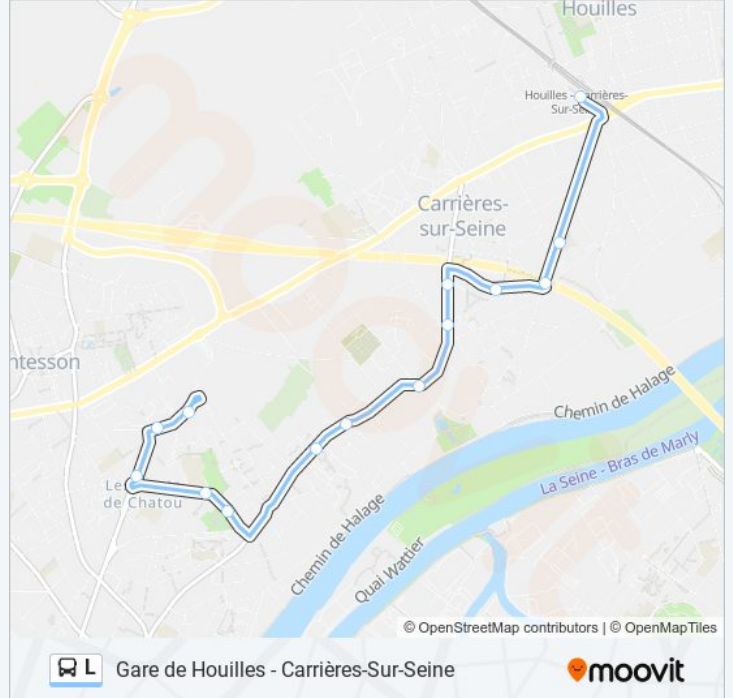 Houilles
Houilles - Carrières-
Sur-Se
Carrières-
sur-Seine
ntesson
Chemin de Halage
La Seine - Bras de Marly
Le
de Chatou
Chemin de Halage
Quai Wattier
© OpenStreetMap contributors | © OpenMapTiles
L Gare de Houilles - Carrières-Sur-Seine
moovit